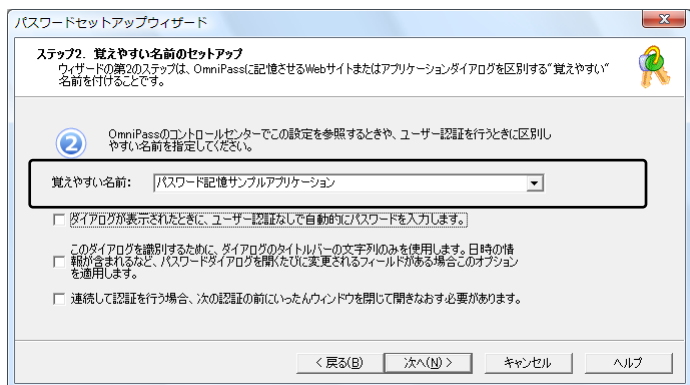 パスワードセットアップウィザード
ステップ2. 覚えやすい名前のセットアップ
ウィザードの第2のステップは、OmniPassに記憶させるWebサイトまたはアプリケーションダイアログを区別する"覚えやすい"
名前を付けることです。
2 OmniPassのコントロールセンターでこの設定を参照するときや、ユーザー認証を行うときに区別し
やすい名前を指定してください。
覚えやすい名前: パスワード記憶サンプルアプリケーション
ダイアログが表示されたときに、ユーザー認証なしで自動的にパスワードを入力します。
このダイアログを識別するために、ダイアログのタイトルバーの文字列のみを使用します。日時の情
報が含まれるなど、パスワードダイアログを開くたびに変更されるフィールドがある場合このオプション
を適用します。
連続して認証を行う場合、次の認証の前にいったんウィンドウを閉じて開きなおす必要があります。
< 戻る(B) 次へ(N) > キャンセル ヘルプ